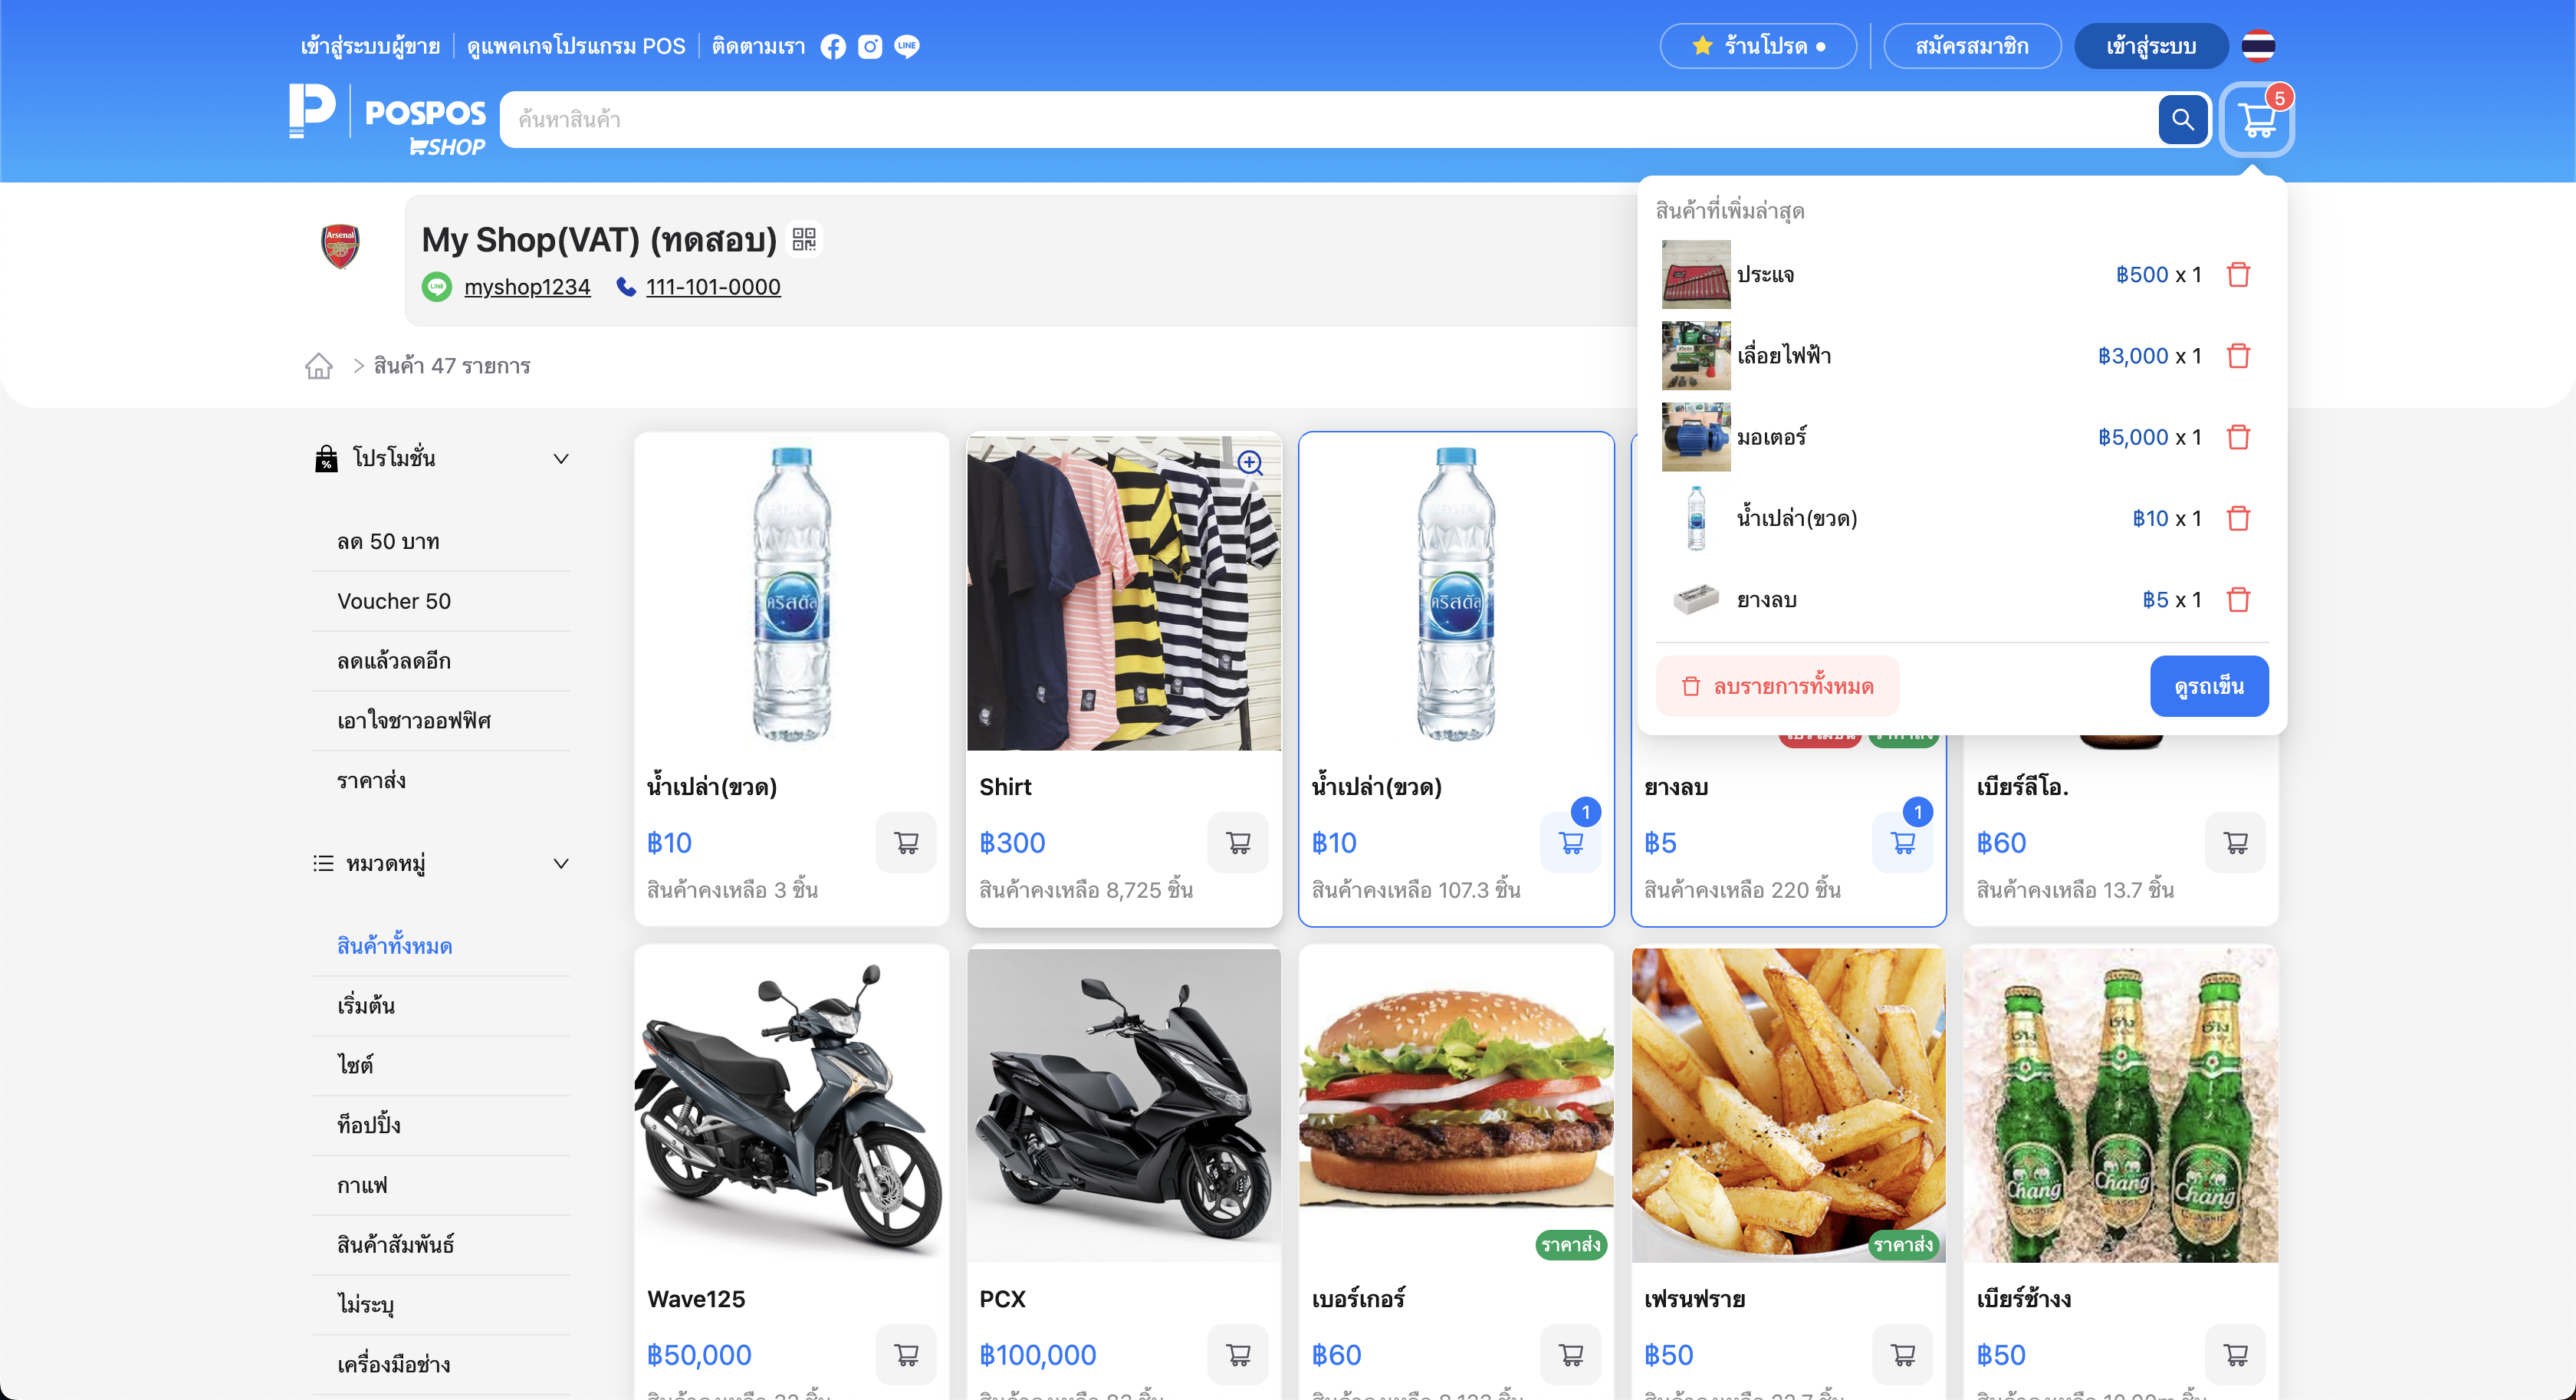 เข้าสู่ระบบผู้ขาย
ดูแพคเกจโปรแกรม POS
ติดตามเรา
LINE
ร้านโปรด
สมัครสมาชิก
เข้าสู่ระบบ
POSPOS
SHOP
ค้นหาสินค้า
5
Arsenal
My Shop(VAT) (ทดสอบ)
LINE
myshop1234
111-101-0000
สินค้า 47 รายการ
สินค้าที่เพิ่มล่าสุด
ประแจ
฿500 x 1
เลื่อยไฟฟ้า
฿3,000 x 1
มอเตอร์
฿5,000 x 1
น้ำเปล่า(ขวด)
฿10 x 1
ยางลบ
฿5 x 1
ลบรายการทั้งหมด
ดูรถเข็น
โปรโมชั่น
ลด 50 บาท
Voucher 50
ลดแล้วลดอีก
เอาใจชาวออฟฟิศ
ราคาส่ง
หมวดหมู่
สินค้าทั้งหมด
เริ่มต้น
ไซต์
ท็อปปิ้ง
กาแฟ
สินค้าสัมพันธ์
ไม่ระบุ
เครื่องมือช่าง
คริสตัล
น้ำเปล่า(ขวด)
฿10
สินค้าคงเหลือ 3 ชิ้น
Shirt
฿300
สินค้าคงเหลือ 8,725 ชิ้น
คริสตัล
น้ำเปล่า(ขวด)
1
฿10
สินค้าคงเหลือ 107.3 ชิ้น
ยางลบ
1
฿5
สินค้าคงเหลือ 220 ชิ้น
เบียร์ลีโอ.
฿60
สินค้าคงเหลือ 13.7 ชิ้น
Wave125
฿50,000
PCX
฿100,000
ราคาส่ง
เบอร์เกอร์
฿60
ราคาส่ง
เฟรนฟราย
฿50
ช้าง
Chang
CLASSIC
Chang
Chang
เบียร์ช้างง
฿50